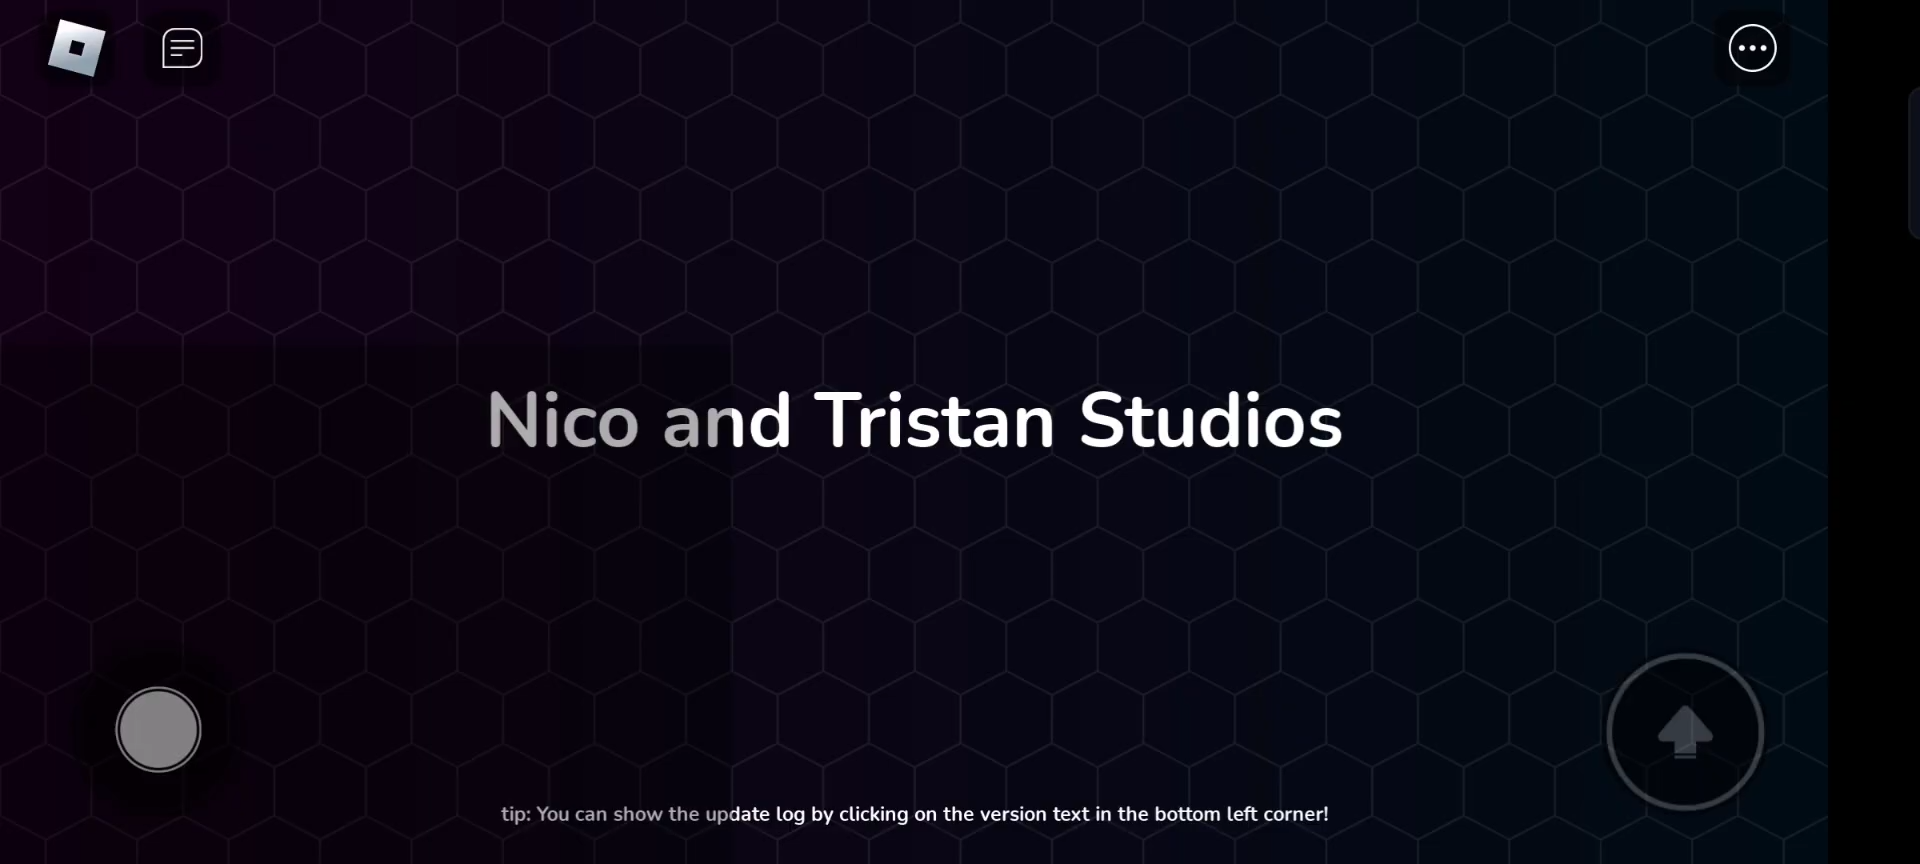 Nico and Tristan Studios
tip: You can show the update log by clicking on the version text in the bottom left corner!